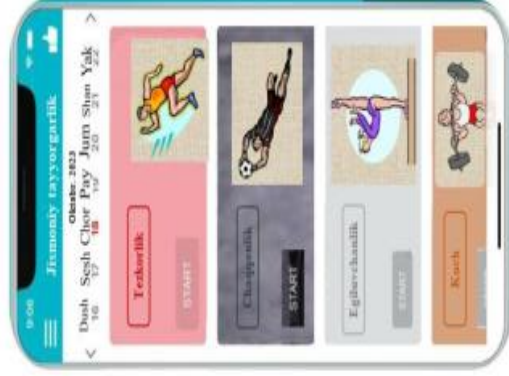 9:06
Jismoniy tayyorgarlik
Oktabr, 2023
Dush Sesh Chor Pay Jum Shan Yak
16 17 18 19 20 21 22
Tezkorlik
START
Chaqqonlik
START
Egiluvchanlik
START
Kuch